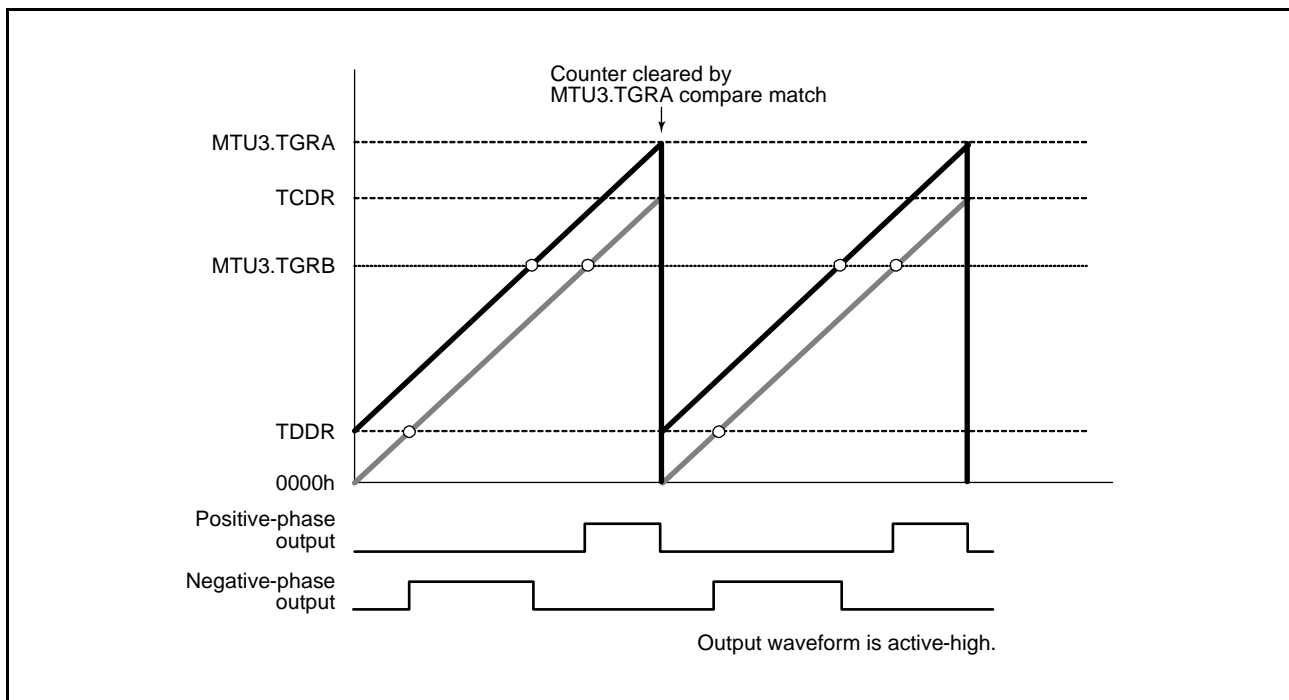 Counter cleared by
MTU3.TGRA compare match
MTU3.TGRA
TCDR
MTU3.TGRB
TDDR
0000h
Positive-phase
output
Negative-phase
output
Output waveform is active-high.